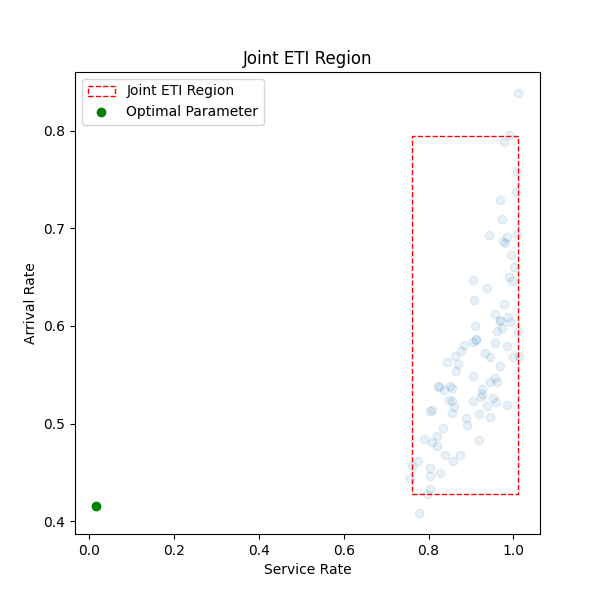 Joint ETI Region
Joint ETI Region
Optimal Parameter
0.8
0.7
0.6
0.5
0.4
Arrival Rate
0.0 0.2 0.4 0.6 0.8 1.0
Service Rate